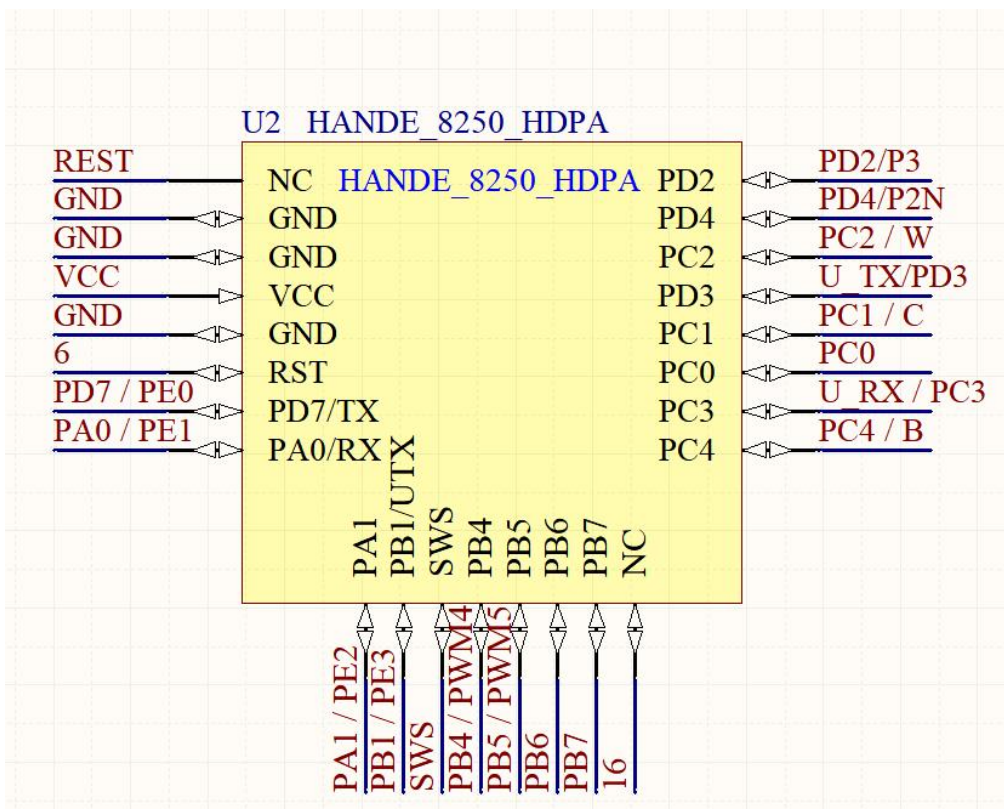 U2 HANDE_8250_HDPA
REST NC HANDE_8250_HDPA PD2 PD2/P3
GND GND PD4 PD4/P2N
GND GND PC2 PC2 / W
VCC VCC PD3 U_TX/PD3
GND GND PC1 PC1 / C
6 RST PC0 PC0
PD7 / PE0 PD7/TX PC3 U_RX / PC3
PA0 / PE1 PA0/RX PC4 PC4 / B
PA1
PB1/UTX
SWS
PB4
PB5
PB6
PB7
NC
PA1 / PE2
PB1 / PE3
SWS
PB4 / PWM4
PB5 / PWM5
PB6
PB7
16